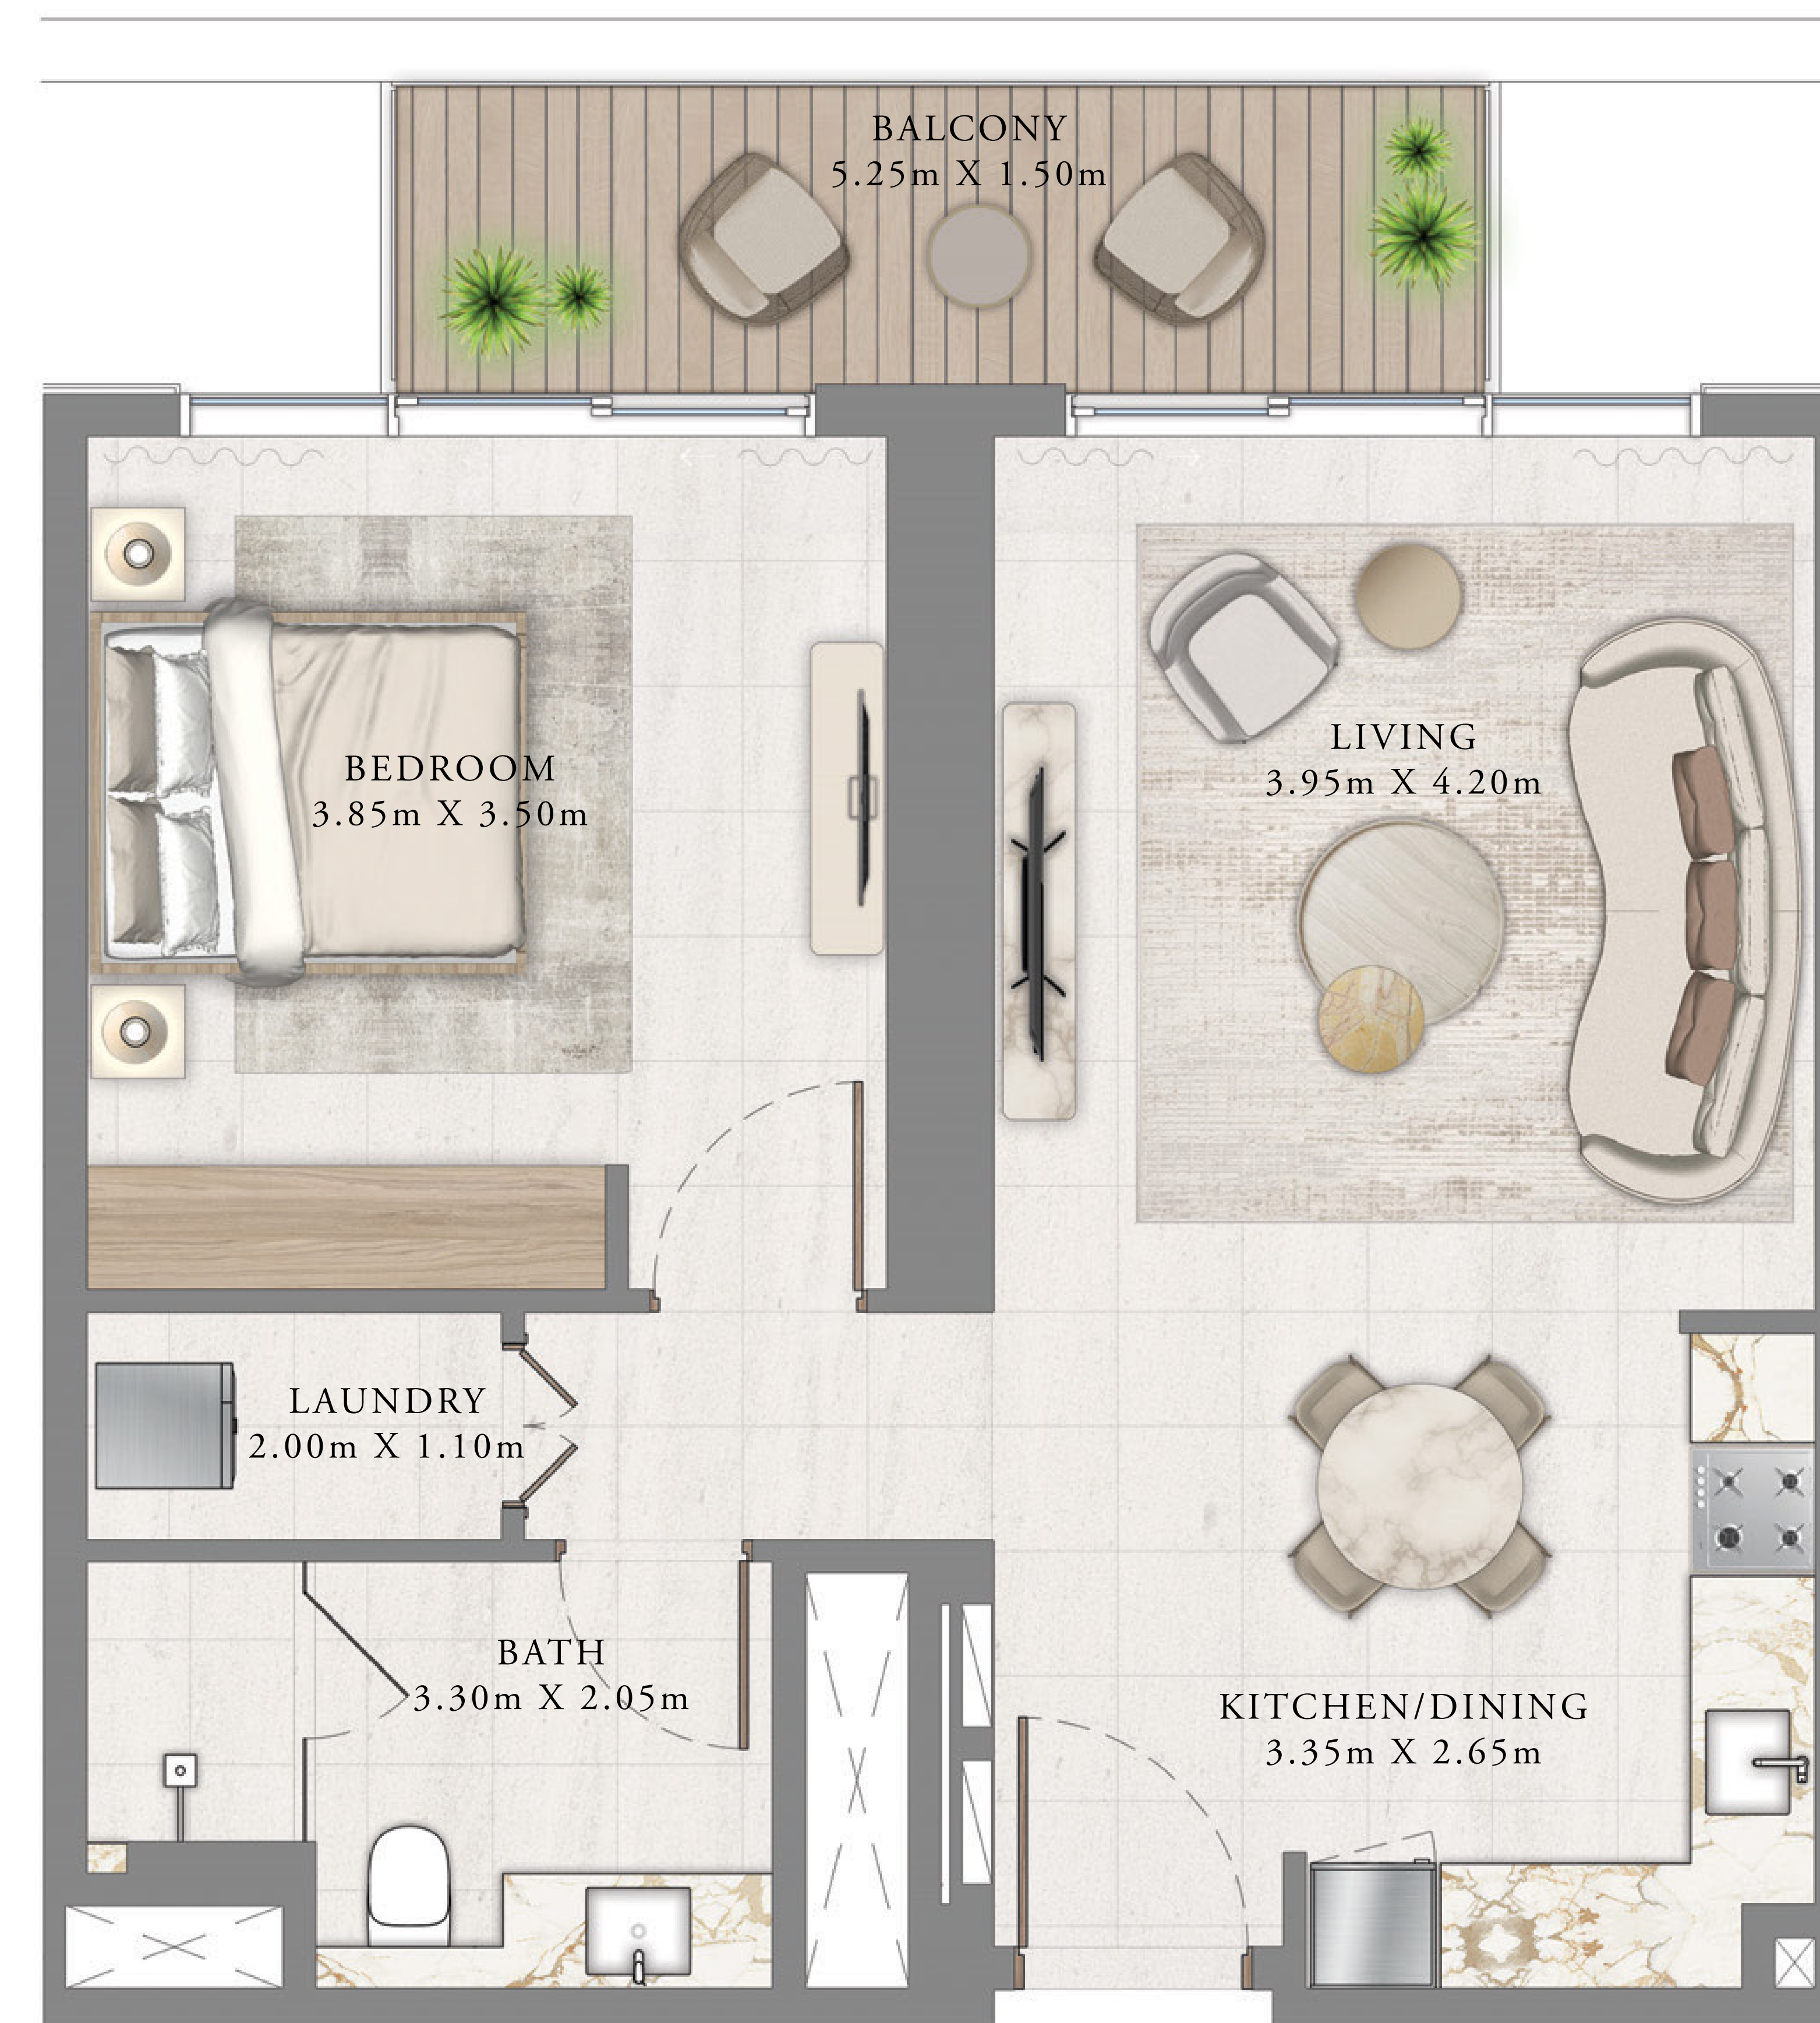 BALCONY
5.25m X 1.50m
BEDROOM
3.85m X 3.50m
LIVING
3.95m X 4.20m
LAUNDRY
2.00m X 1.10m
BATH
3.30m X 2.05m
KITCHEN/DINING
3.35m X 2.65m